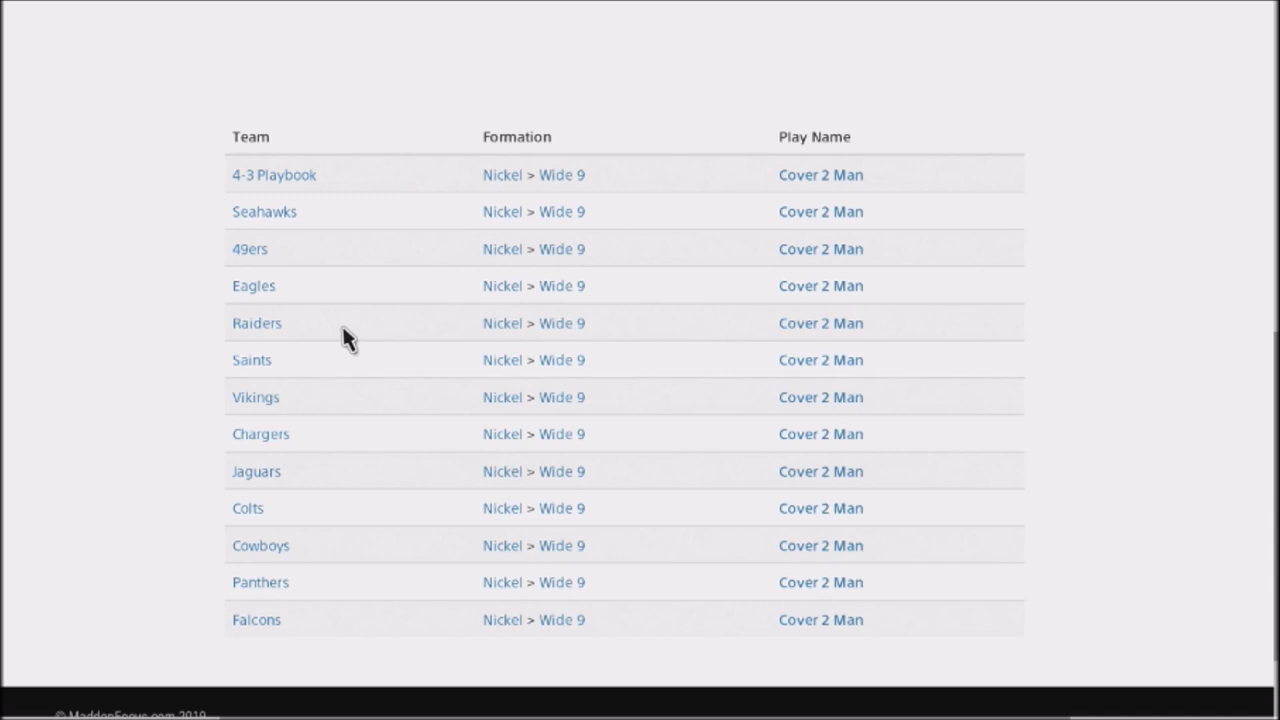 Team Formation Play Name
4-3 Playbook Nickel > Wide 9 Cover 2 Man
Seahawks Nickel > Wide 9 Cover 2 Man
49ers Nickel > Wide 9 Cover 2 Man
Eagles Nickel > Wide 9 Cover 2 Man
Raiders Nickel > Wide 9 Cover 2 Man
Saints Nickel > Wide 9 Cover 2 Man
Vikings Nickel > Wide 9 Cover 2 Man
Chargers Nickel > Wide 9 Cover 2 Man
Jaguars Nickel > Wide 9 Cover 2 Man
Colts Nickel > Wide 9 Cover 2 Man
Cowboys Nickel > Wide 9 Cover 2 Man
Panthers Nickel > Wide 9 Cover 2 Man
Falcons Nickel > Wide 9 Cover 2 Man
© 2019